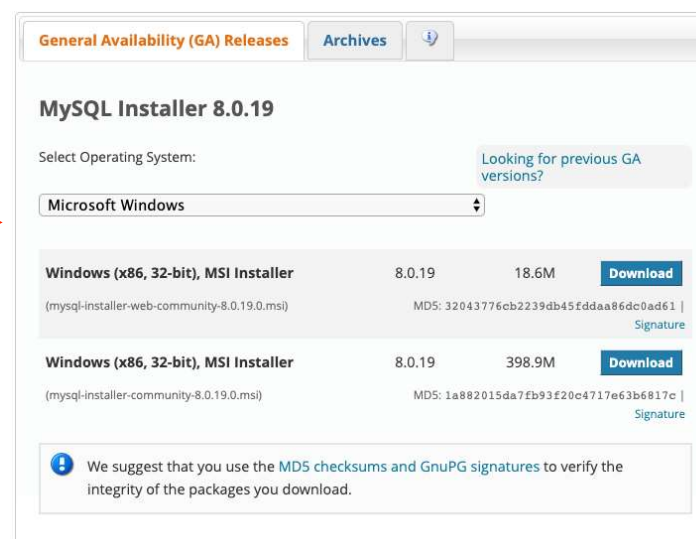 General Availability (GA) Releases Archives
MySQL Installer 8.0.19
Select Operating System:
Looking for previous GA
versions?
Microsoft Windows
Windows (x86, 32-bit), MSI Installer 8.0.19 18.6M Download
(mysql-installer-web-community-8.0.19.0.msi) MD5: 32043776cb2239db45fddaa86dc0ad61 |
Signature
Windows (x86, 32-bit), MSI Installer 8.0.19 398.9M Download
(mysql-installer-community-8.0.19.0.msi) MD5: 1a882015da7fb93f20c4717e63b6817c |
Signature
We suggest that you use the MD5 checksums and GnuPG signatures to verify the
integrity of the packages you download.